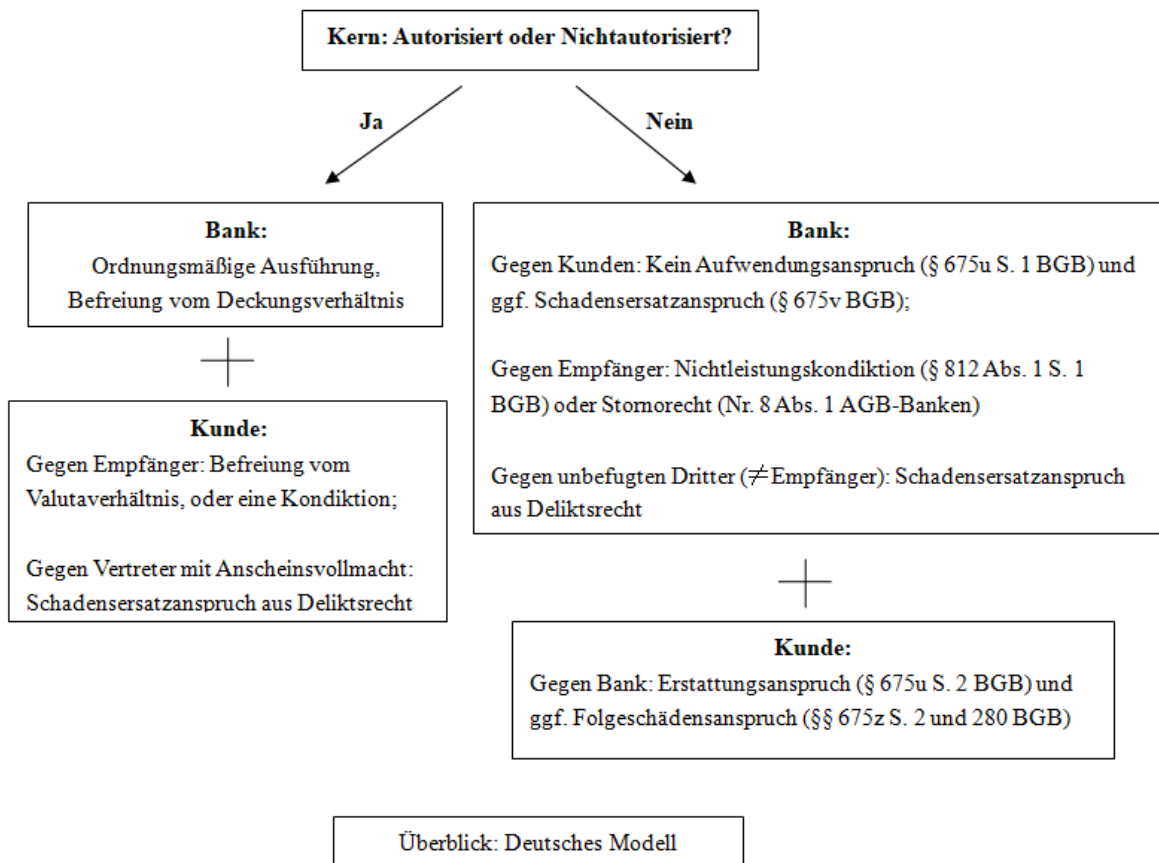 Kern: Autorisiert oder Nichtautorisiert?
Ja
Nein
Bank:
Ordnungsmäßige Ausführung,
Befreiung vom Deckungsverhältnis
Kunde:
Gegen Empfänger: Befreiung vom
Valutaverhältnis, oder eine Kondiktion;
Gegen Vertreter mit Anscheinsvollmacht:
Schadensersatzanspruch aus Deliktsrecht
Bank:
Gegen Kunden: Kein Aufwendungsanspruch (§ 675u S. 1 BGB) und
ggf. Schadensersatzanspruch (§ 675v BGB);
Gegen Empfänger: Nichtleistungskondiktion (§ 812 Abs. 1 S. 1
BGB) oder Stornorecht (Nr. 8 Abs. 1 AGB-Banken)
Gegen unbefugten Dritter (≠Empfänger): Schadensersatzanspruch
aus Deliktsrecht
Kunde:
Gegen Bank: Erstattungsanspruch (§ 675u S. 2 BGB) und
ggf. Folgeschädensanspruch (§§ 675z S. 2 und 280 BGB)
Überblick: Deutsches Modell